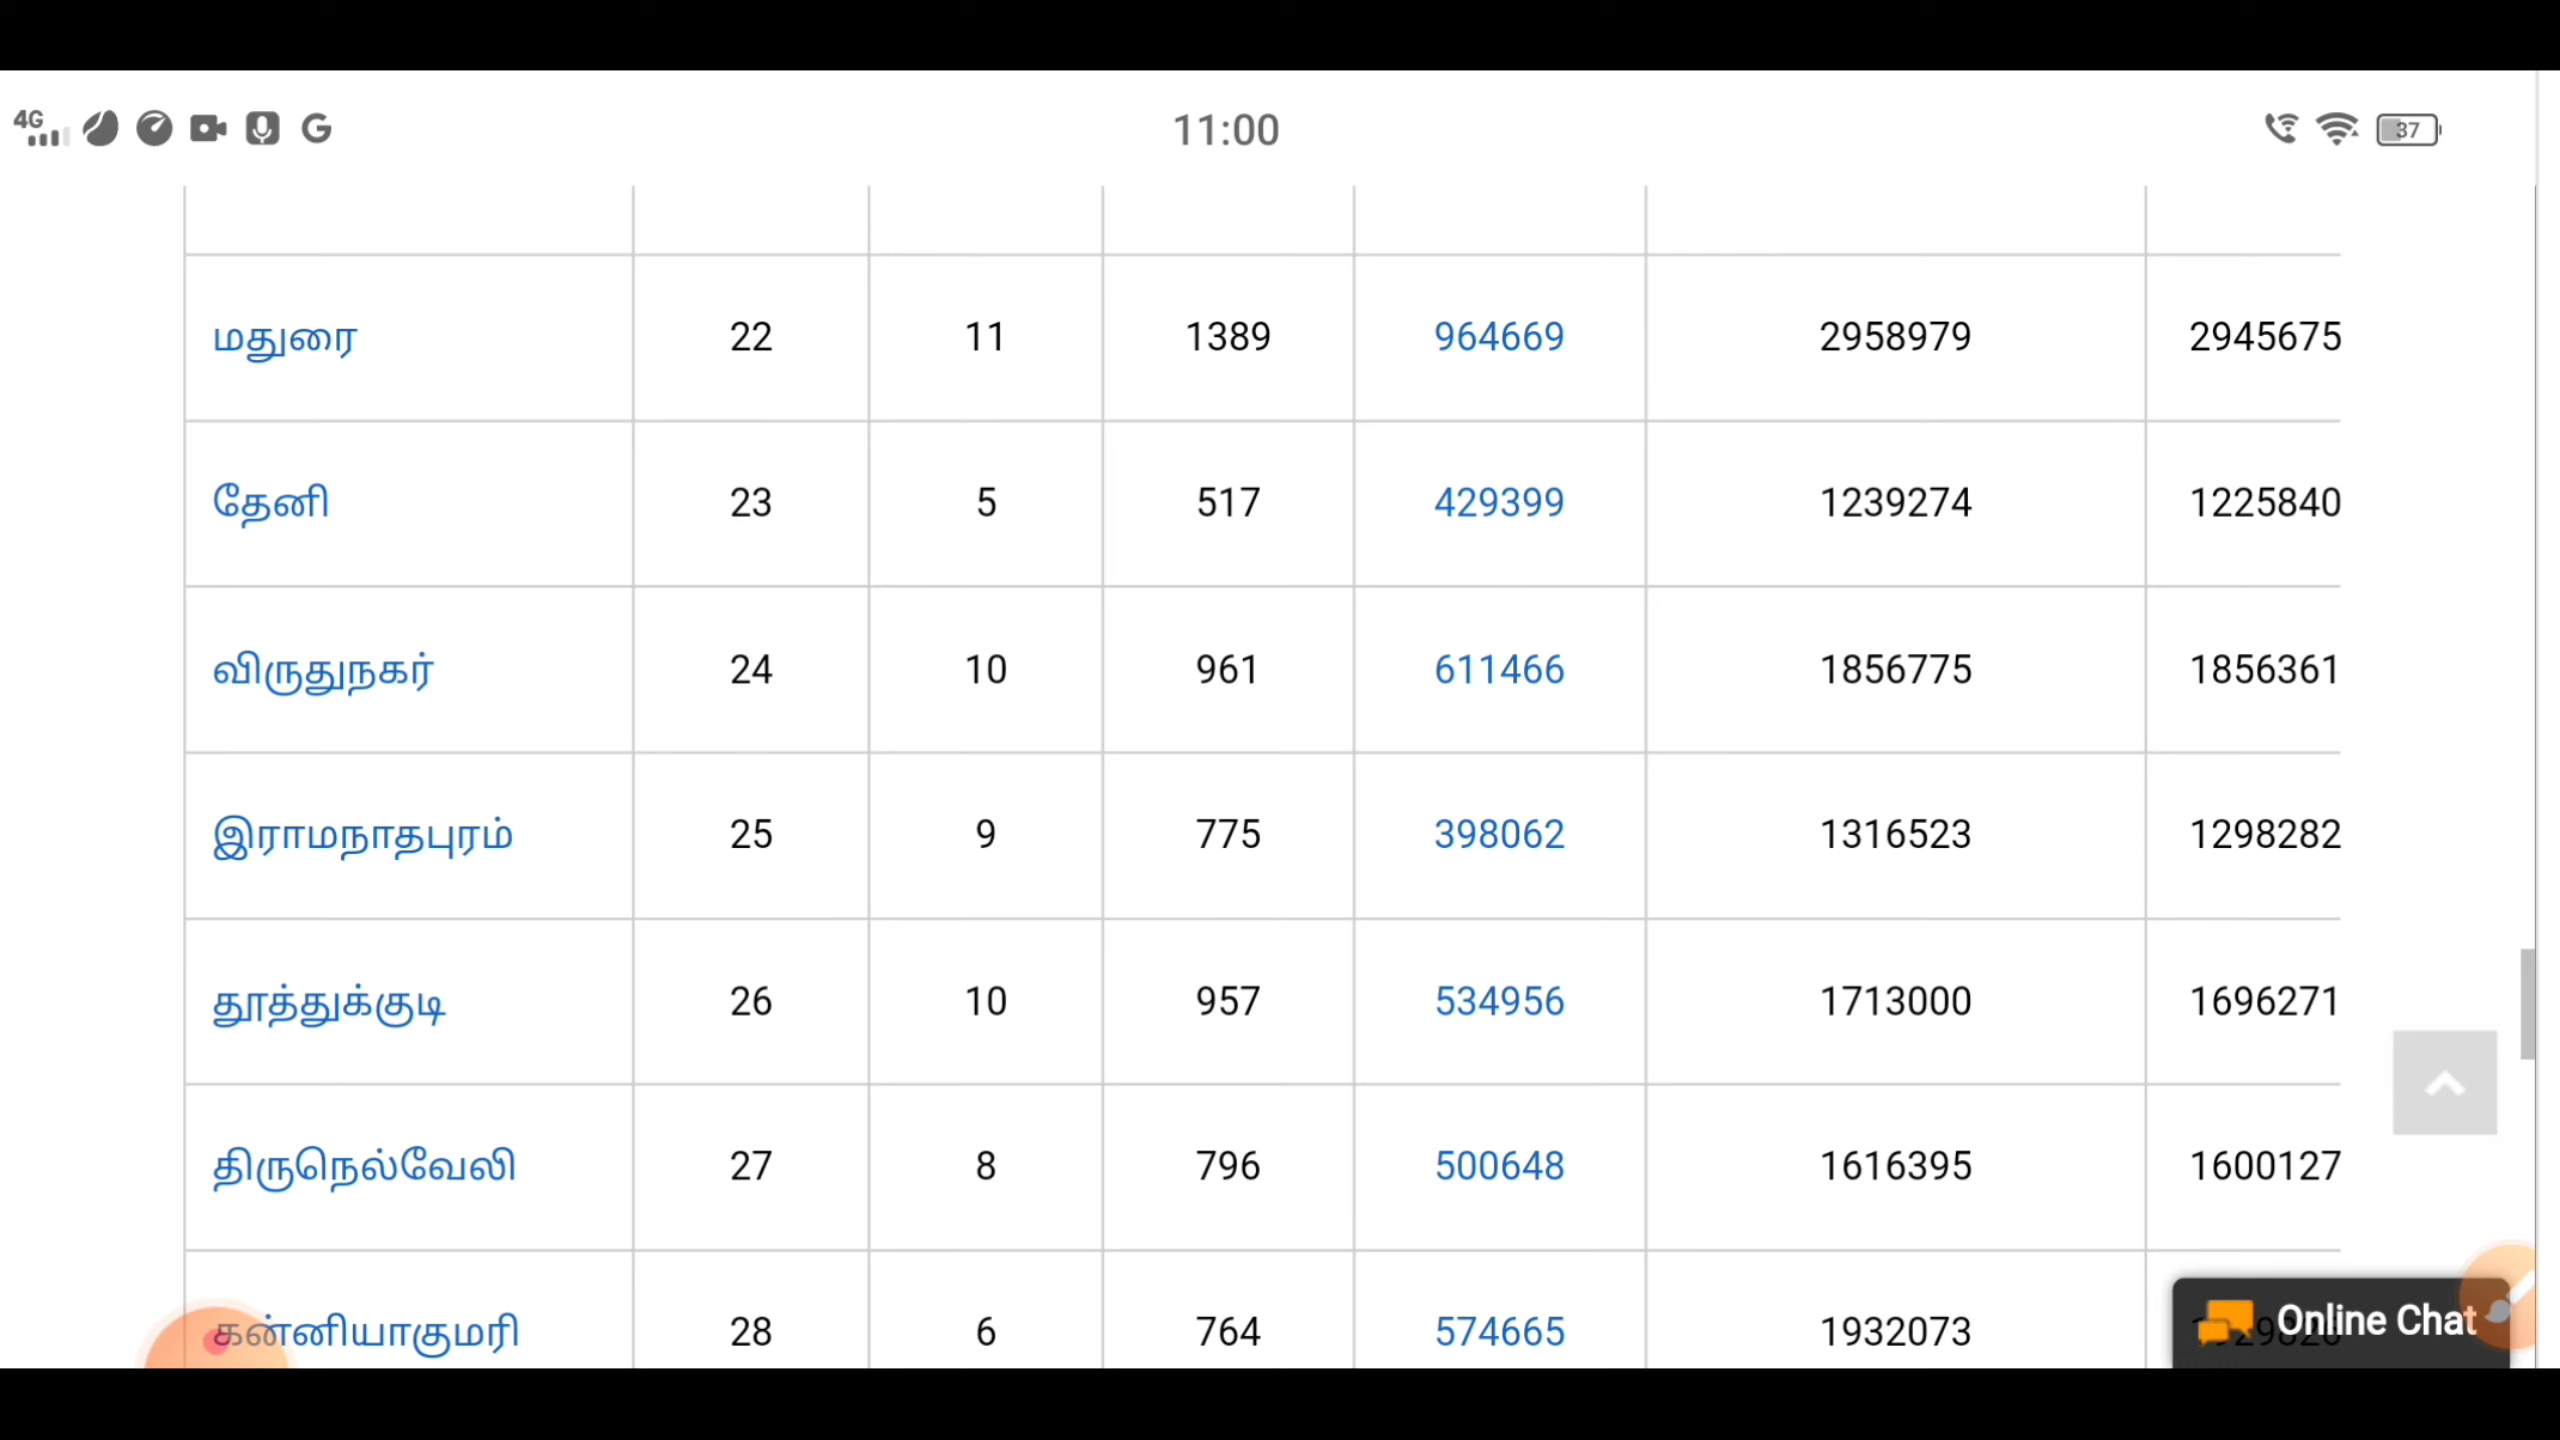 4G 11:00 37
மதுரை 22 11 1389 964669 2958979 2945675
தேனி 23 5 517 429399 1239274 1225840
விருதுநகர் 24 10 961 611466 1856775 1856361
இராமநாதபுரம் 25 9 775 398062 1316523 1298282
தூத்துக்குடி 26 10 957 534956 1713000 1696271
திருநெல்வேலி 27 8 796 500648 1616395 1600127
கன்னியாகுமரி 28 6 764 574665 1932073
Online Chat